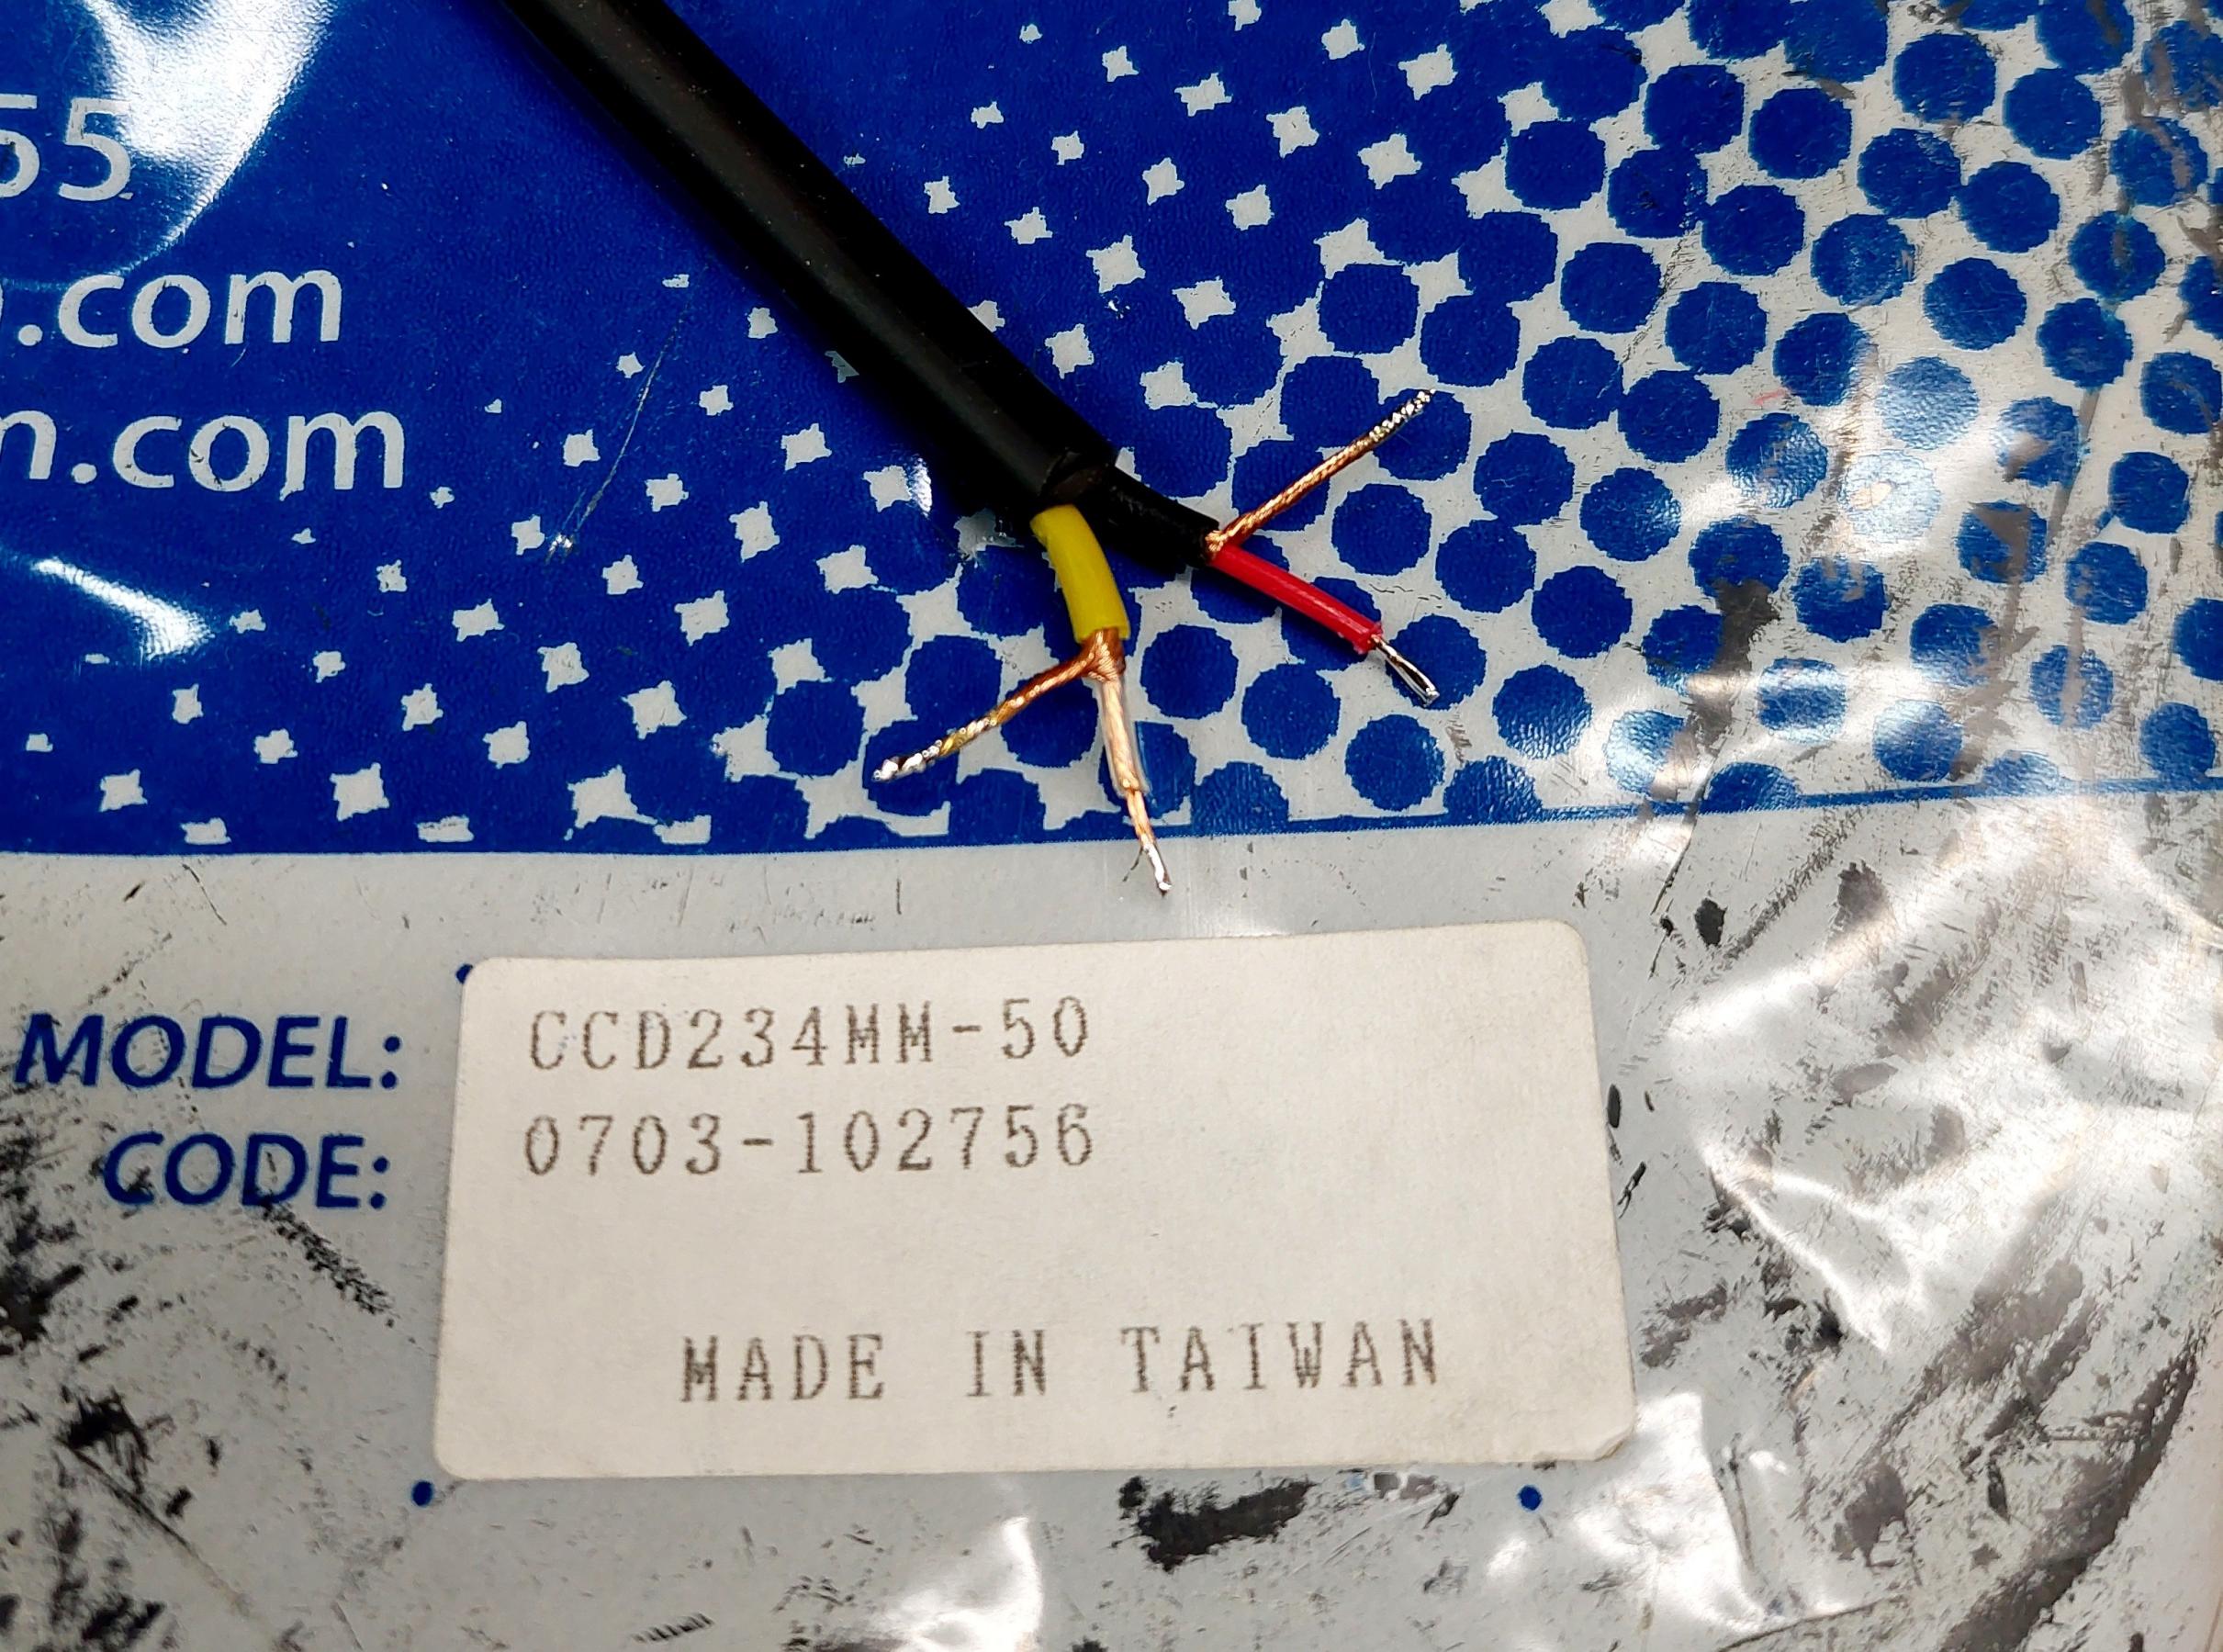 55
.com
m.com
MODEL: CCD234MM-50
CODE: 0703-102756
MADE IN TAIWAN